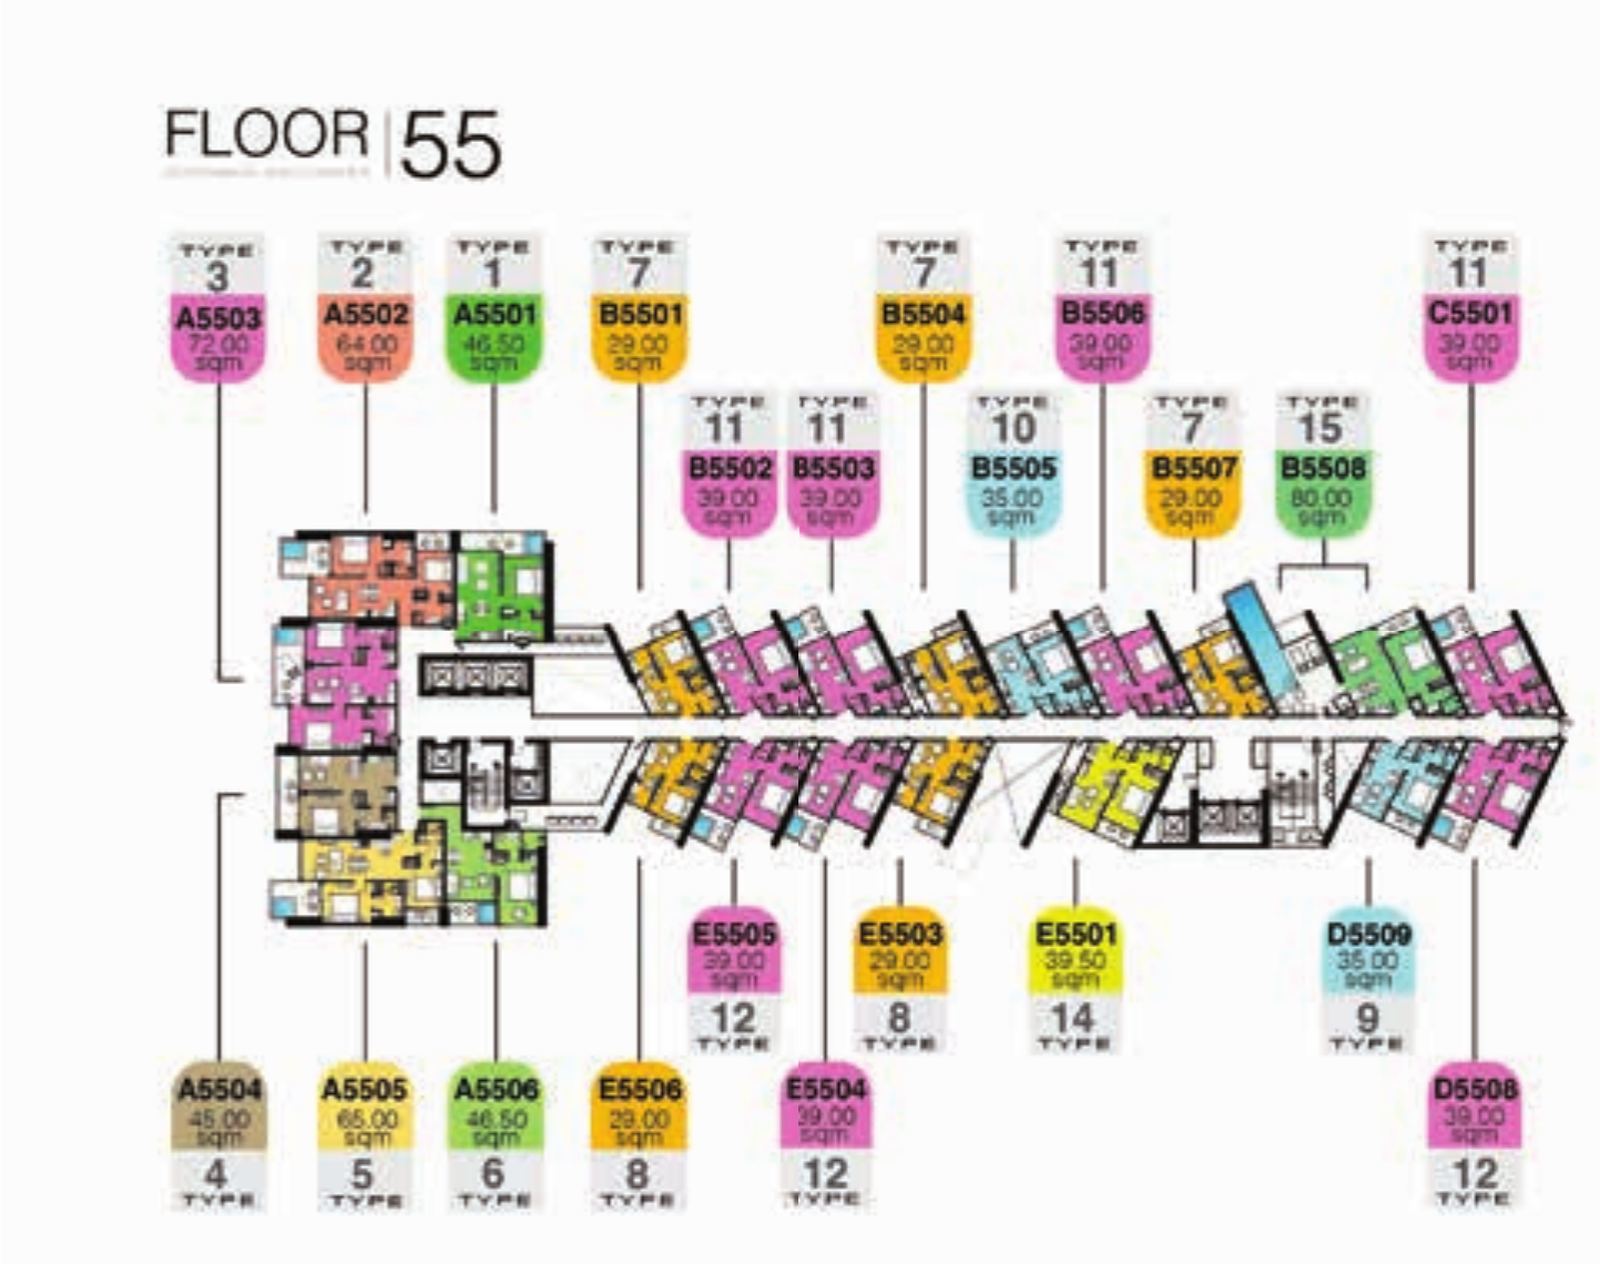 FLOOR 55
TYPE
3
A5503
72.00
sqm
TYPE
2
A5502
64.00
sqm
TYPE
1
A5501
46.50
sqm
TYPE
7
B5501
29.00
sqm
TYPE
7
B5504
29.00
sqm
TYPE
11
B5506
39.00
sqm
TYPE
11
C5501
39.00
sqm
TYPE
11
B5502
39.00
sqm
TYPE
11
B5503
39.00
sqm
TYPE
10
B5505
35.00
sqm
TYPE
7
B5507
29.00
sqm
TYPE
15
B5508
80.00
sqm
E5505
39.00
sqm
12
TYPE
E5503
29.00
sqm
8
TYPE
E5501
39.50
sqm
14
TYPE
D5509
35.00
sqm
9
TYPE
A5504
45.00
sqm
4
TYPE
A5505
65.00
sqm
5
TYPE
A5506
46.50
sqm
6
TYPE
E5506
29.00
sqm
8
TYPE
E5504
39.00
sqm
12
TYPE
D5508
39.00
sqm
12
TYPE